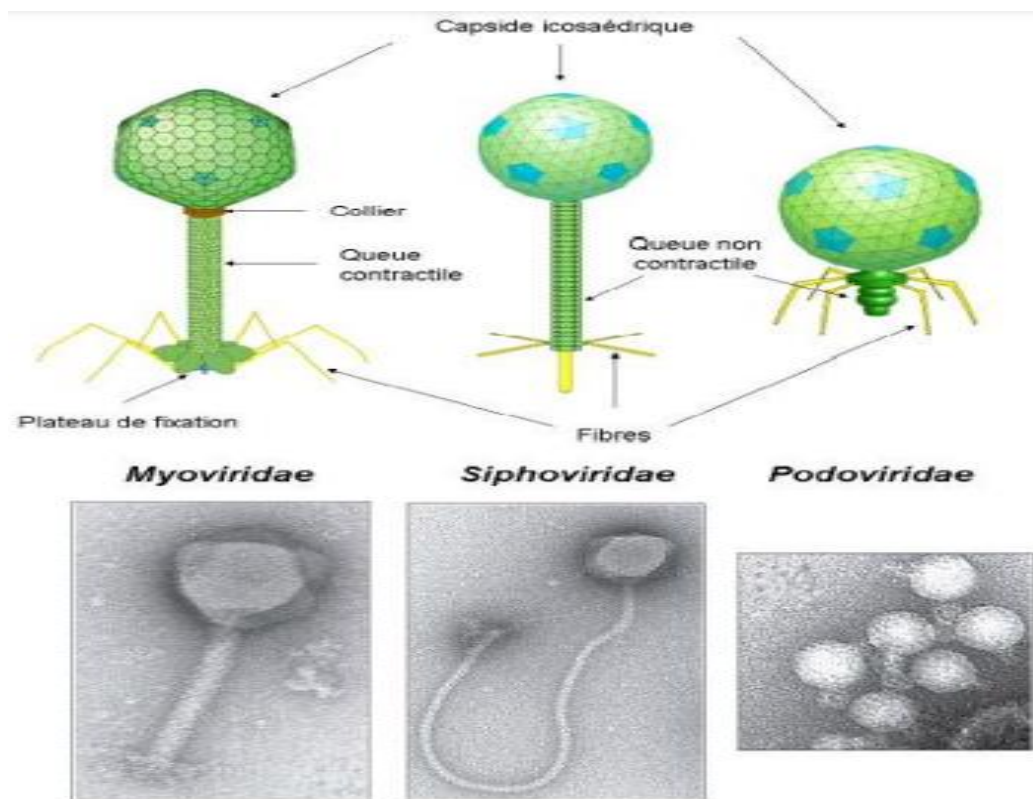 Capside icosaédrique
Collier
Queue
contractile
Queue non
contractile
Plateau de fixation
Fibres
Myoviridae
Siphoviridae
Podoviridae